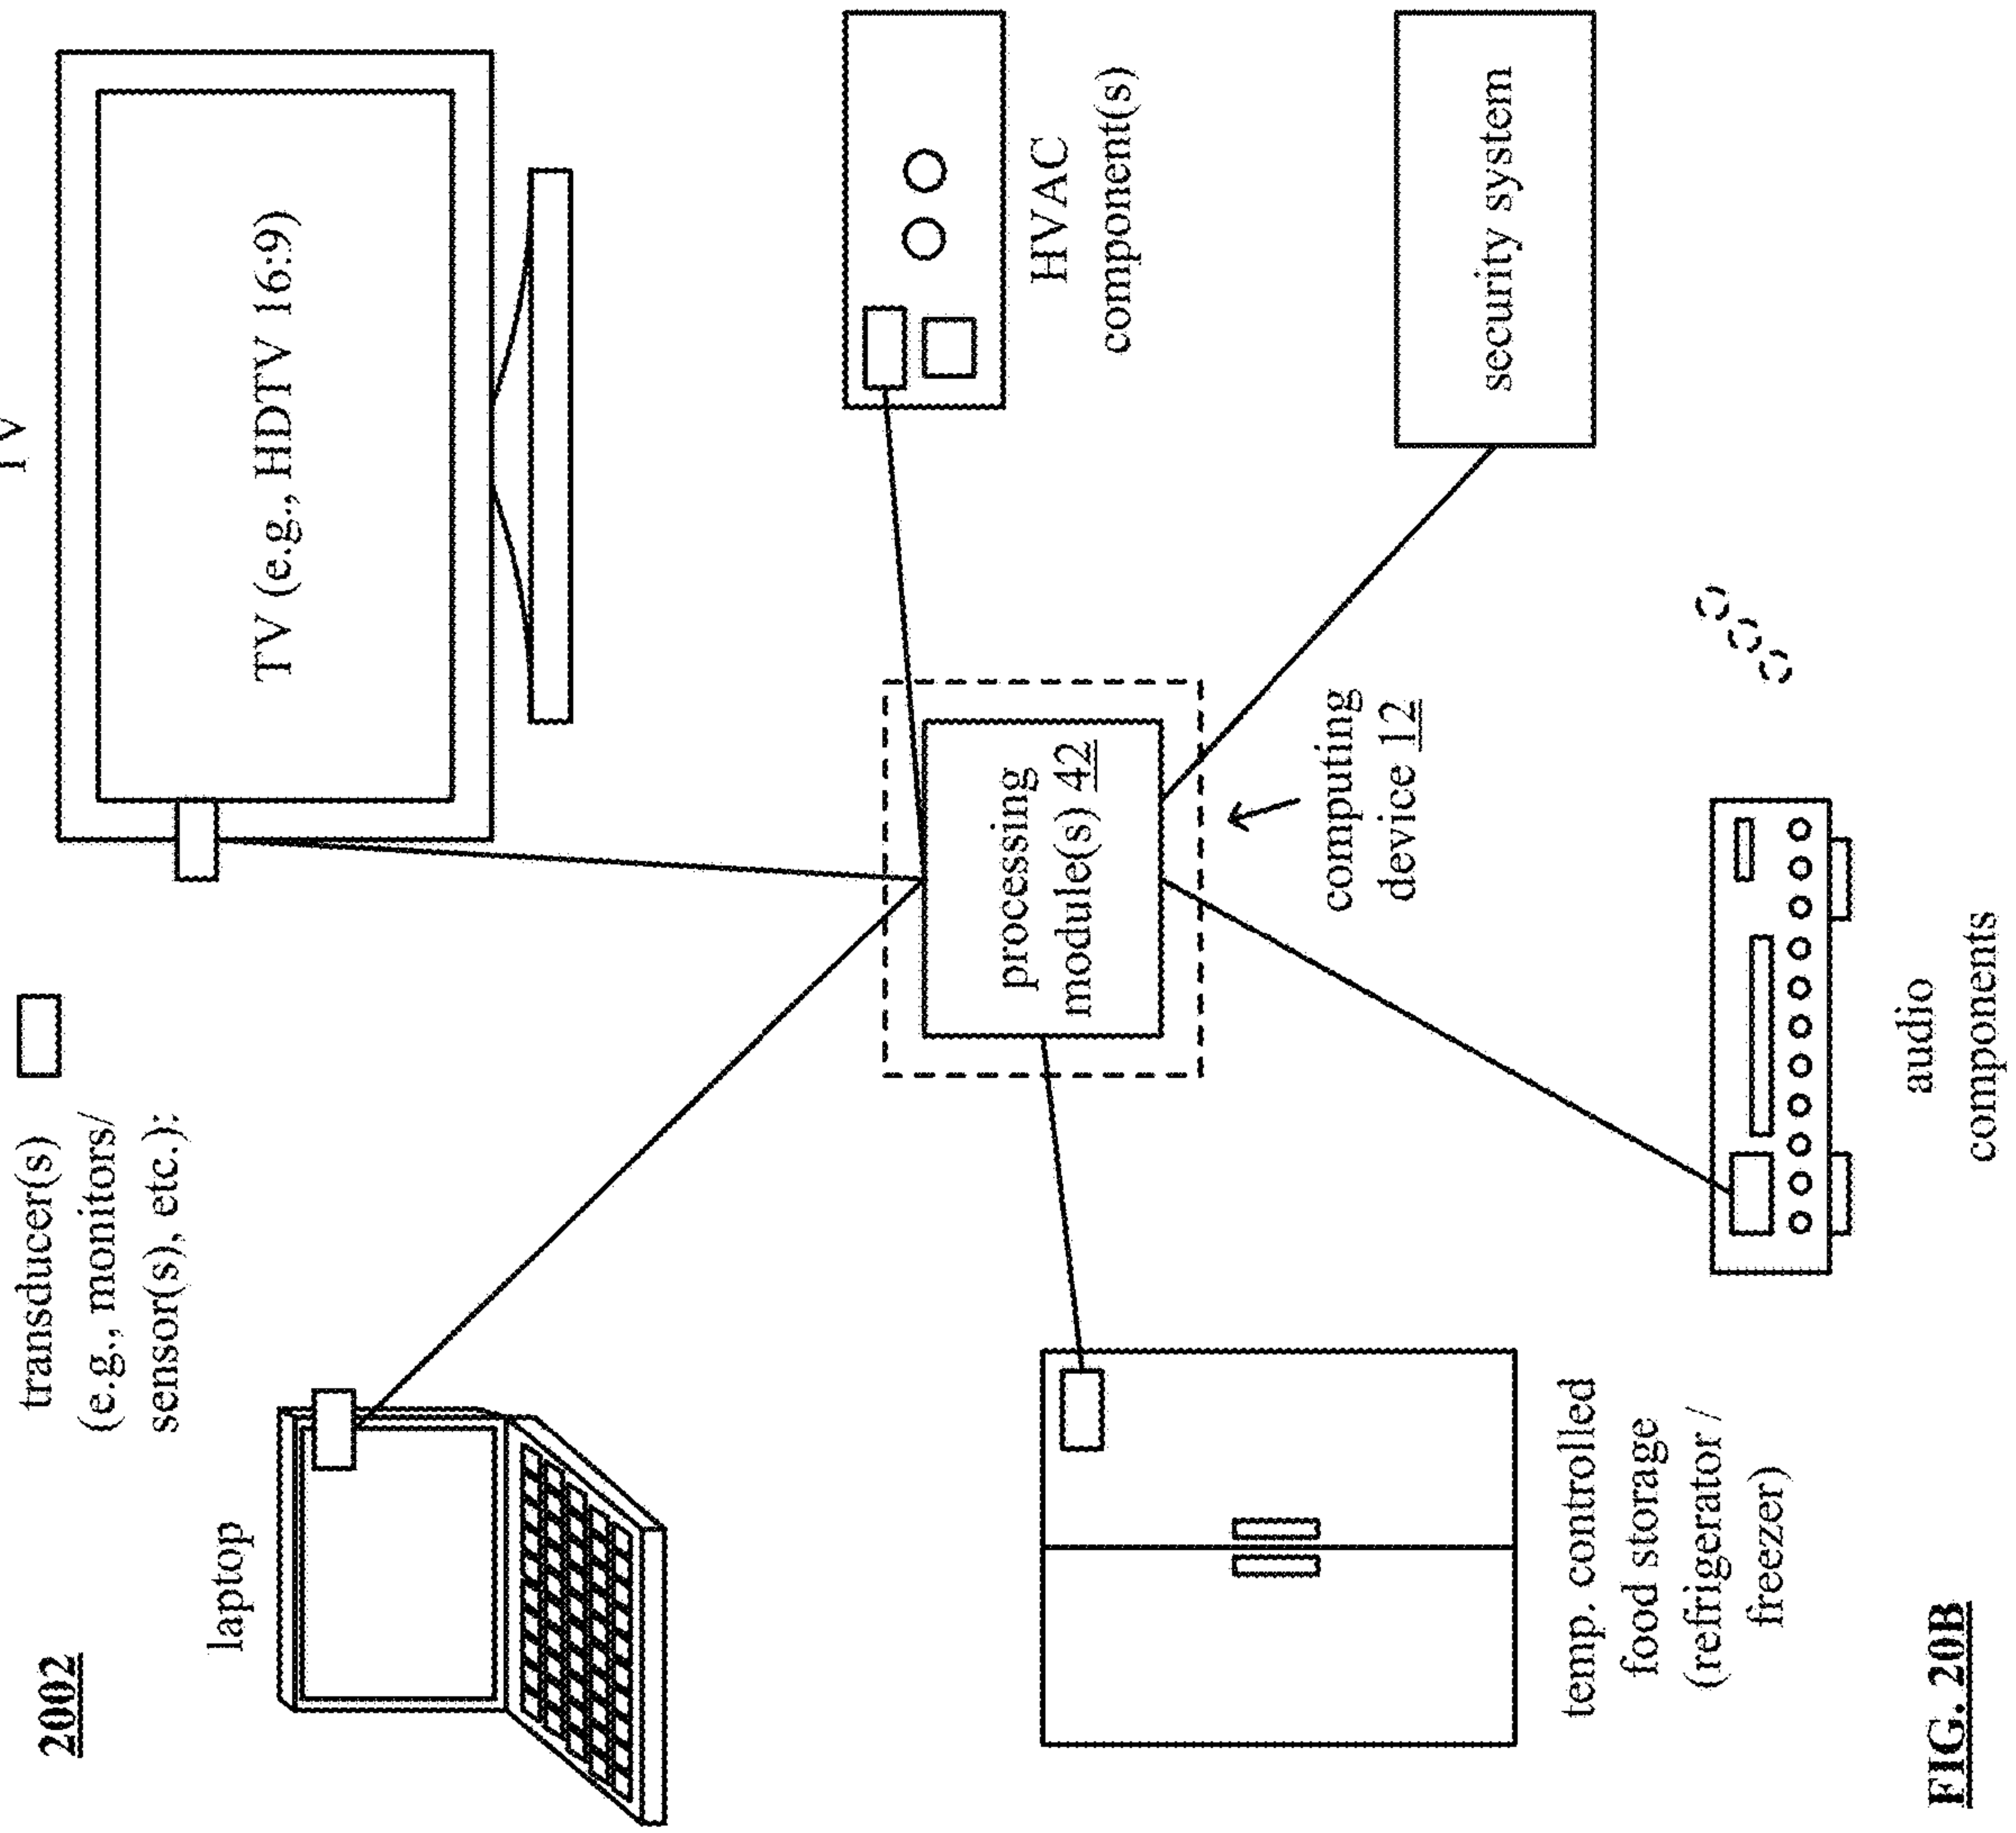 2002
transducer(s)
(e.g., monitors/
sensor(s), etc.):
TV
laptop
TV (e.g., HDTV 16:9)
processing
module(s) 42
HVAC
component(s)
computing
device 12
security system
temp. controlled
food storage
(refrigerator /
freezer)
audio
components
FIG. 20B